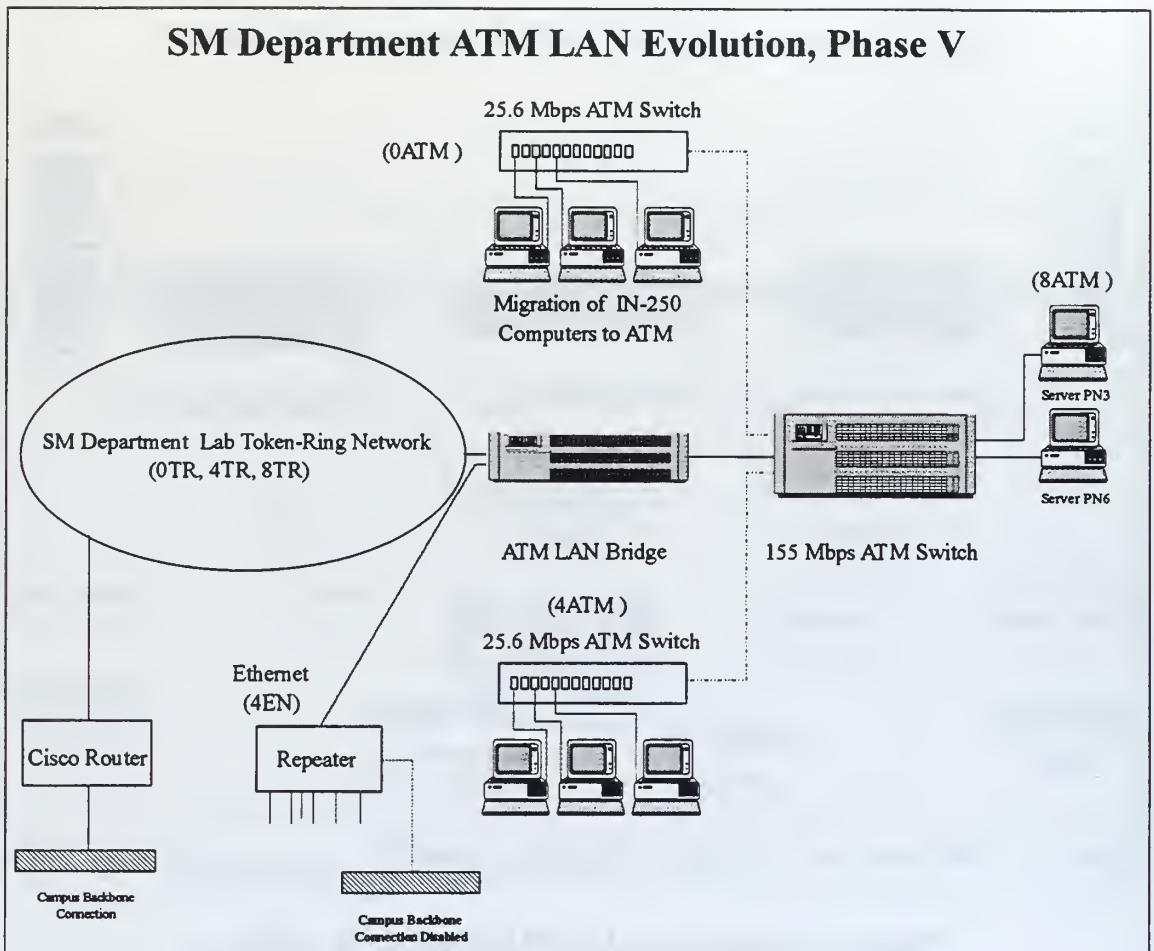 SM Department ATM LAN Evolution, Phase V
25.6 Mbps ATM Switch
(0ATM )
Migration of IN-250
Computers to ATM
(8ATM )
Server PN3
Server PN6
SM Department Lab Token-Ring Network
(0TR, 4TR, 8TR)
ATM LAN Bridge
155 Mbps ATM Switch
(4ATM )
25.6 Mbps ATM Switch
Ethernet
(4EN)
Cisco Router
Repeater
Campus Backbone
Connection
Campus Backbone
Connection Disabled